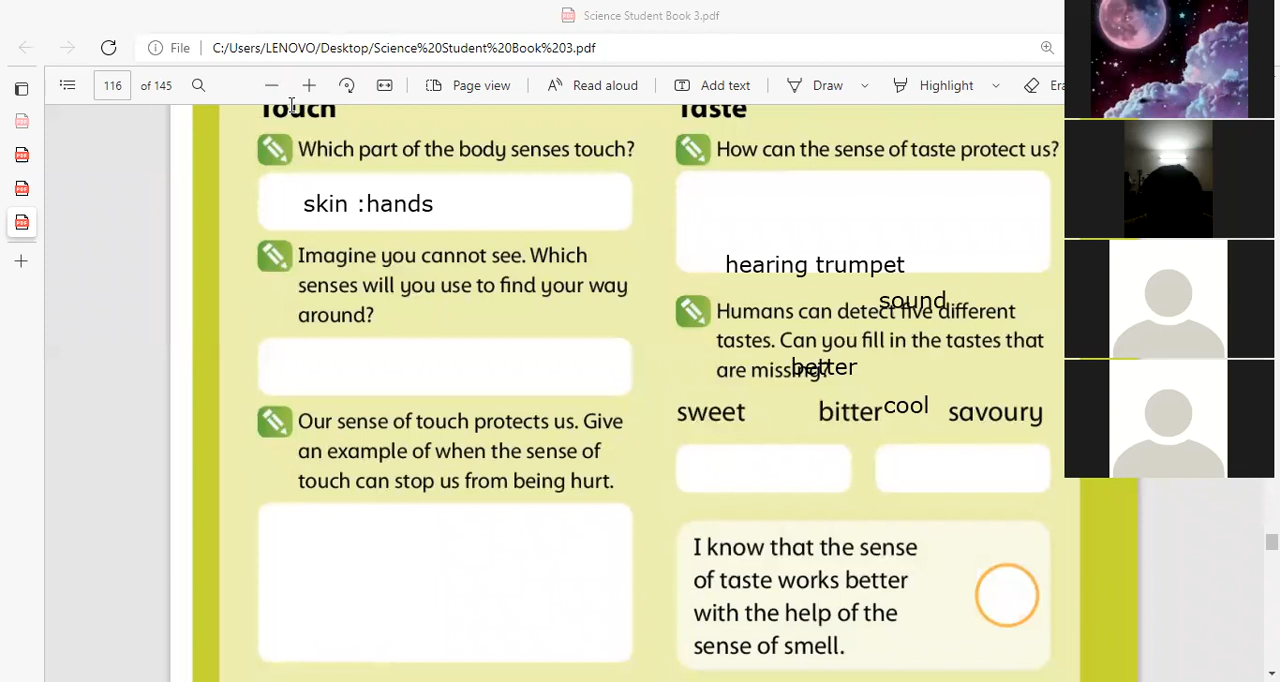 Science Student Book 3.pdf
File C:/Users/LENOVO/Desktop/Science%20Student%20Book%203.pdf
116 of 145 Page view Read aloud Add text Draw Highlight Era
Touch
Which part of the body senses touch?
skin :hands
Imagine you cannot see. Which
senses will you use to find your way
around?
Our sense of touch protects us. Give
an example of when the sense of
touch can stop us from being hurt.
Taste
How can the sense of taste protect us?
hearing trumpet
sound
Humans can detect five different
tastes. Can you fill in the tastes that
are missing?
better
sweet bitter cool savoury
I know that the sense
of taste works better
with the help of the
sense of smell.